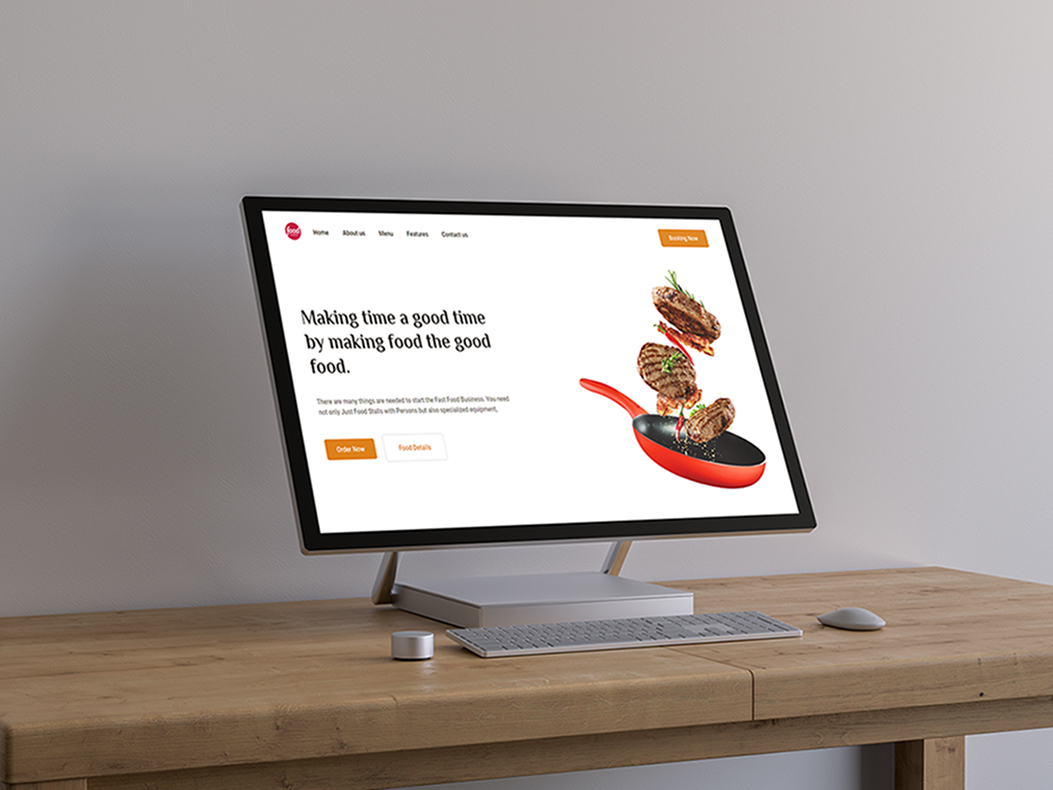 food
Home About us Menu Features Contact us
Booking Now
Making time a good time
by making food the good
food.
There are many things are needed to start the Fast Food Business. You need
not only Just Food Stalls with Persons but also specialized equipment,
Order Now Food Details